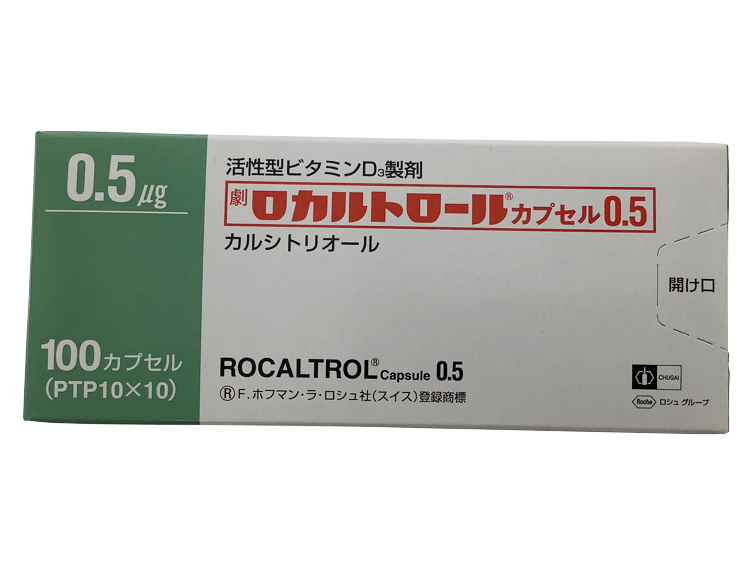 0.5μg
100カプセル
(PTP10×10)
活性型ビタミンD₃製剤
劇 ロカルトロール®カプセル0.5
カルシトリオール
開け口
ROCALTROL® Capsule 0.5
®F.ホフマン・ラ・ロシュ社(スイス)登録商標
CHUGAI
Roche ロシュ グループ